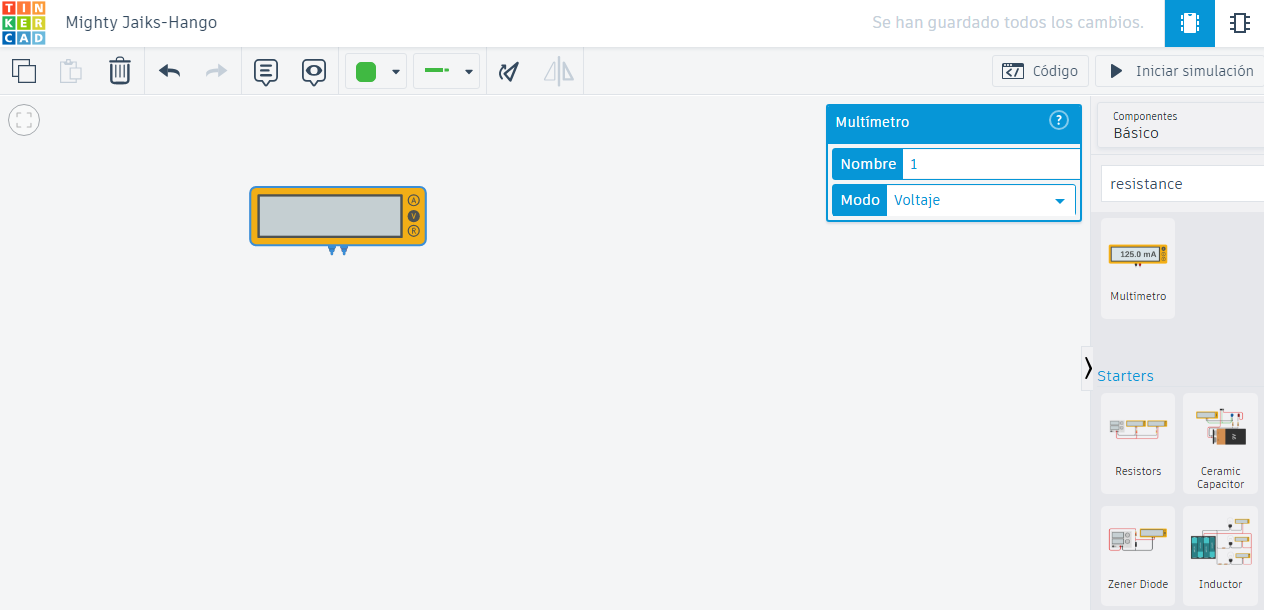 TIN
KER
CAD
Mighty Jaiks-Hango
Se han guardado todos los cambios.
Código
Iniciar simulación
Multímetro
?
Nombre
1
Modo
Voltaje
A
V
R
Componentes
Básico
resistance
125.0 mA
Multímetro
Starters
Resistors
Ceramic
Capacitor
Zener Diode
Inductor